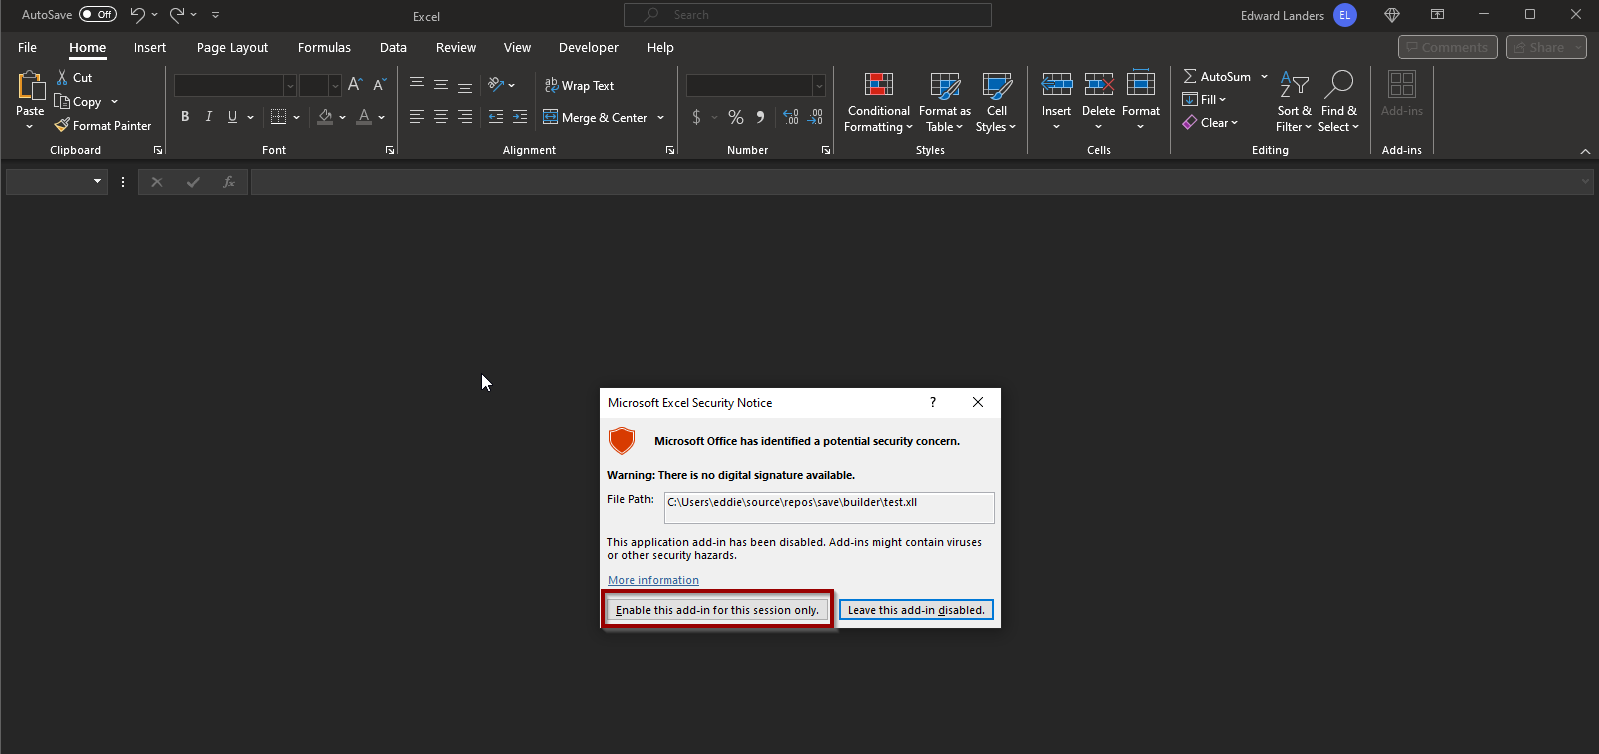 AutoSave Off Excel Search Edward Landers EL
File Home Insert Page Layout Formulas Data Review View Developer Help Comments Share
Paste
Cut
Copy
Format Painter
Clipboard
B I U A
A A
Font
ab Wrap Text
Merge & Center
Alignment
$ % 9 .0 .00 .00 .0
Number
Conditional
Formatting
Format as
Table
Cell
Styles
Styles
Insert
Delete
Format
Cells
AutoSum
Fill
Clear
Sort &
Filter
Find &
Select
Editing
Add-ins
Add-ins
fx
Microsoft Excel Security Notice ?
Microsoft Office has identified a potential security concern.
Warning: There is no digital signature available.
File Path: C:\Users\eddie\source\repos\save\builder\test.xll
This application add-in has been disabled. Add-ins might contain viruses
or other security hazards.
More information
Enable this add-in for this session only. Leave this add-in disabled.